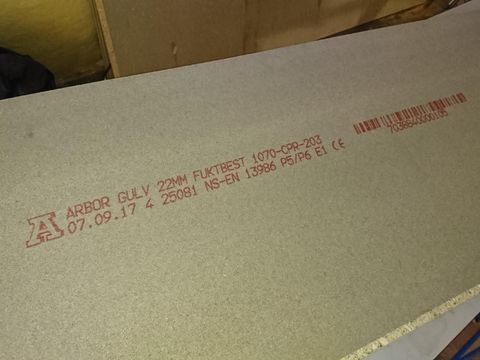 A ARBOR GULV 22MM FUKTBEST 1070-CPR-203
07.09.17 4 25081 NS-EN 13986 P5/P6 E1 CE
7038840000195